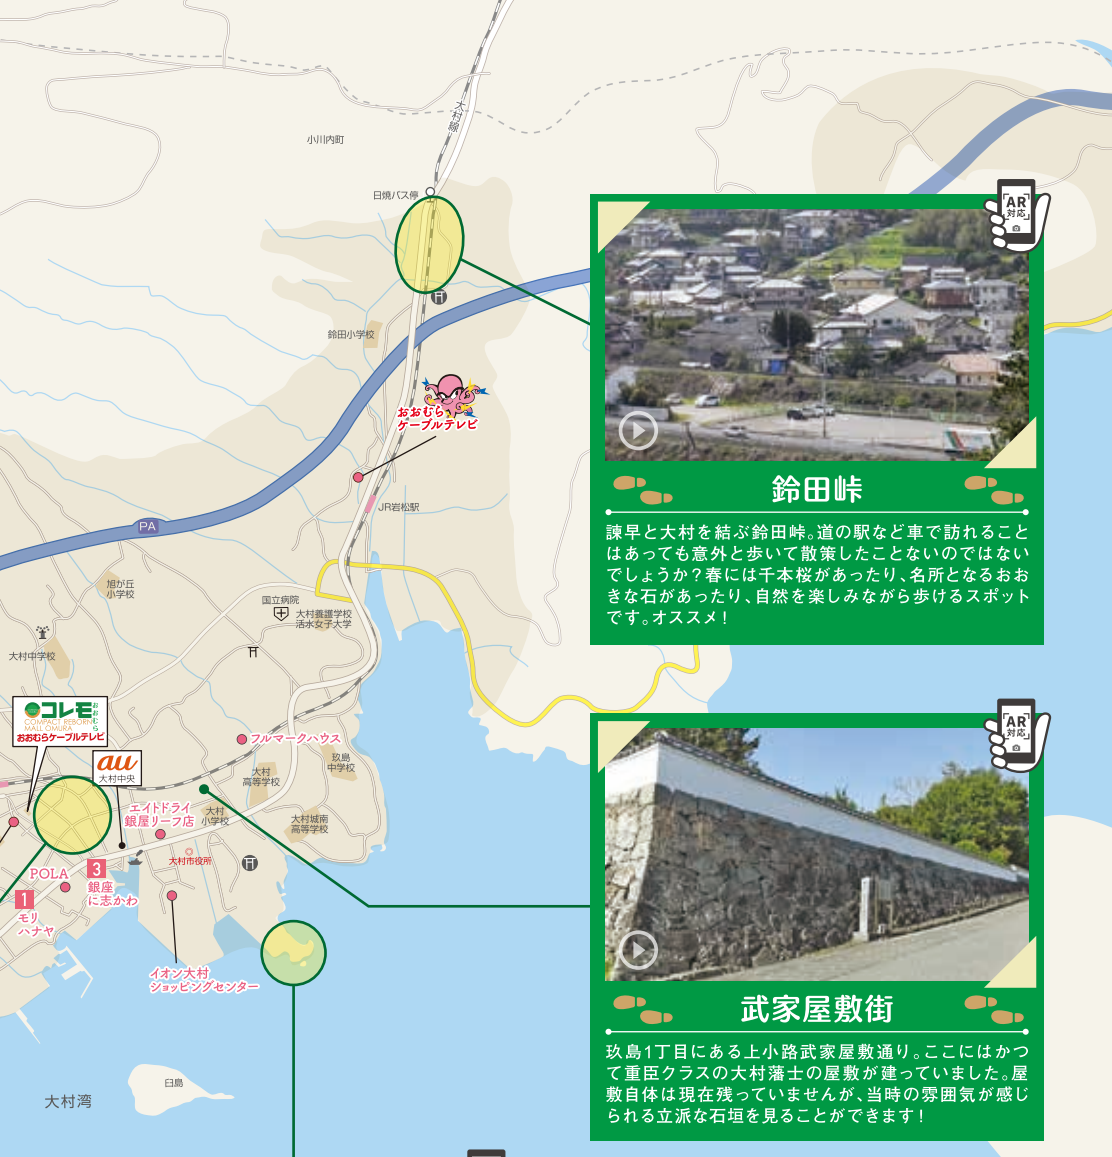 大村線
小川内町
日焼バス停
AR
対応
鈴田小学校
おおむら
ケーブルテレビ
JR岩松駅
PA
鈴田峠
諫早と大村を結ぶ鈴田峠。道の駅など車で訪れること
はあっても意外と歩いて散策したことないのではない
でしょうか？春には千本桜があったり、名所となるおお
きな石があったり、自然を楽しみながら歩けるスポット
です。オススメ！
旭が丘
小学校
国立病院
大村養護学校
活水女子大学
大村中学校
コレモ
おおむら
COMPACT REBORN
MALL OMURA
おおむらケーブルテレビ
au
大村中央
フルマークハウス
玖島
中学校
大村
高等学校
エイトドライ
銀屋リーフ店
大村
小学校
大村城南
高等学校
大村市役所
POLA
3
銀座
に志かわ
1
モリ
ハナヤ
イオン大村
ショッピングセンター
臼島
大村湾
AR
対応
武家屋敷街
玖島1丁目にある上小路武家屋敷通り。ここにはかつ
て重臣クラスの大村藩士の屋敷が建っていました。屋
敷自体は現在残っていませんが、当時の雰囲気が感じ
られる立派な石垣を見ることができます！